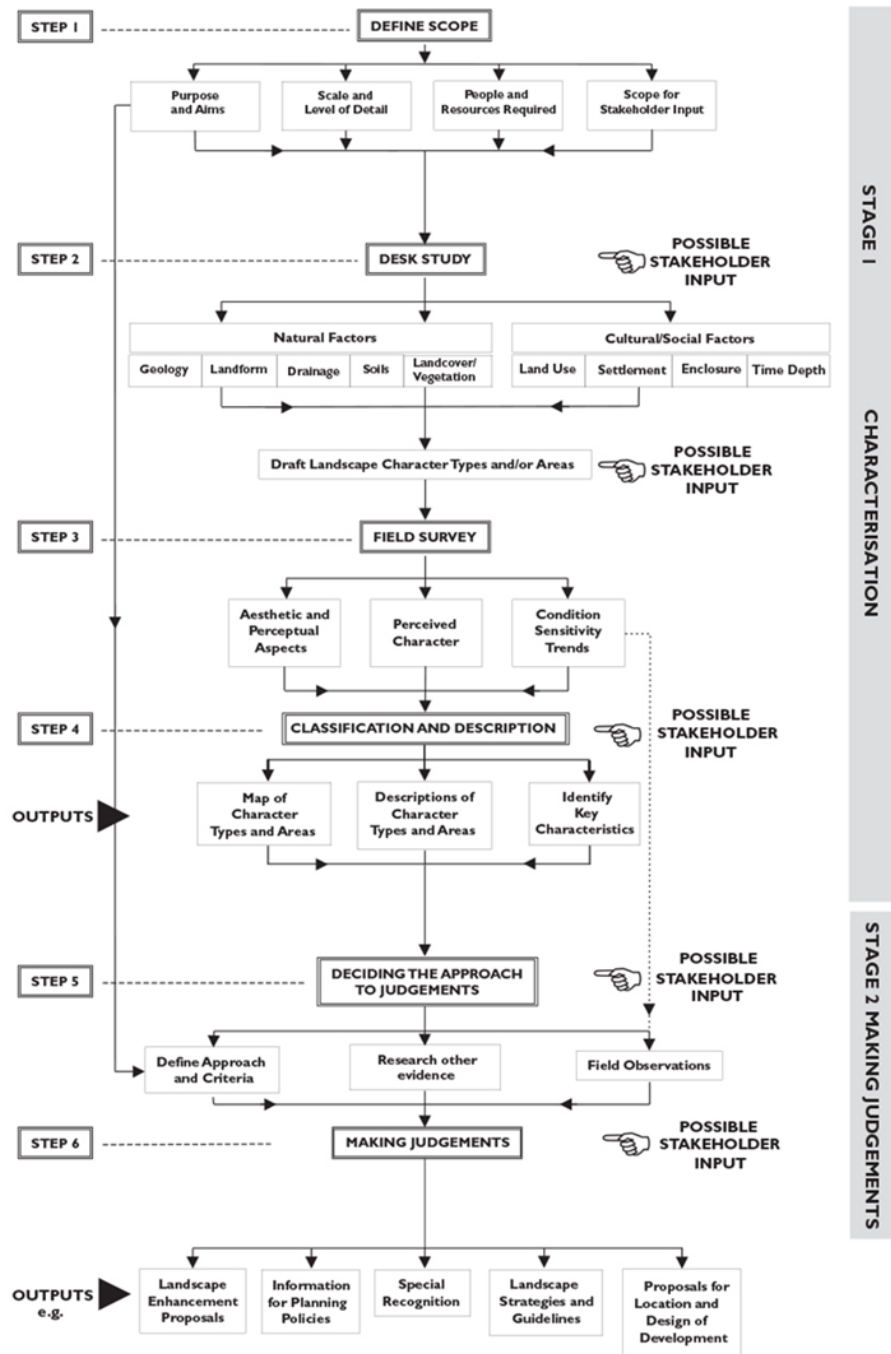 STEP 1
DEFINE SCOPE
Purpose
and Aims
Scale and
Level of Detail
People and
Resources Required
Scope for
Stakeholder Input
STAGE 1
CHARACTERISATION
STEP 2
DESK STUDY
POSSIBLE
STAKEHOLDER
INPUT
Natural Factors
Geology
Landform
Drainage
Soils
Landcover/
Vegetation
Cultural/Social Factors
Land Use
Settlement
Enclosure
Time Depth
Draft Landscape Character Types and/or Areas
POSSIBLE
STAKEHOLDER
INPUT
STEP 3
FIELD SURVEY
Aesthetic and
Perceptual
Aspects
Perceived
Character
Condition
Sensitivity
Trends
STEP 4
CLASSIFICATION AND DESCRIPTION
POSSIBLE
STAKEHOLDER
INPUT
OUTPUTS
Map of
Character
Types and Areas
Descriptions of
Character
Types and Areas
Identify
Key
Characteristics
STAGE 2 MAKING JUDGEMENTS
STEP 5
DECIDING THE APPROACH
TO JUDGEMENTS
POSSIBLE
STAKEHOLDER
INPUT
Define Approach
and Criteria
Research other
evidence
Field Observations
STEP 6
MAKING JUDGEMENTS
POSSIBLE
STAKEHOLDER
INPUT
OUTPUTS
e.g.
Landscape
Enhancement
Proposals
Information
for Planning
Policies
Special
Recognition
Landscape
Strategies and
Guidelines
Proposals for
Location and
Design of
Development